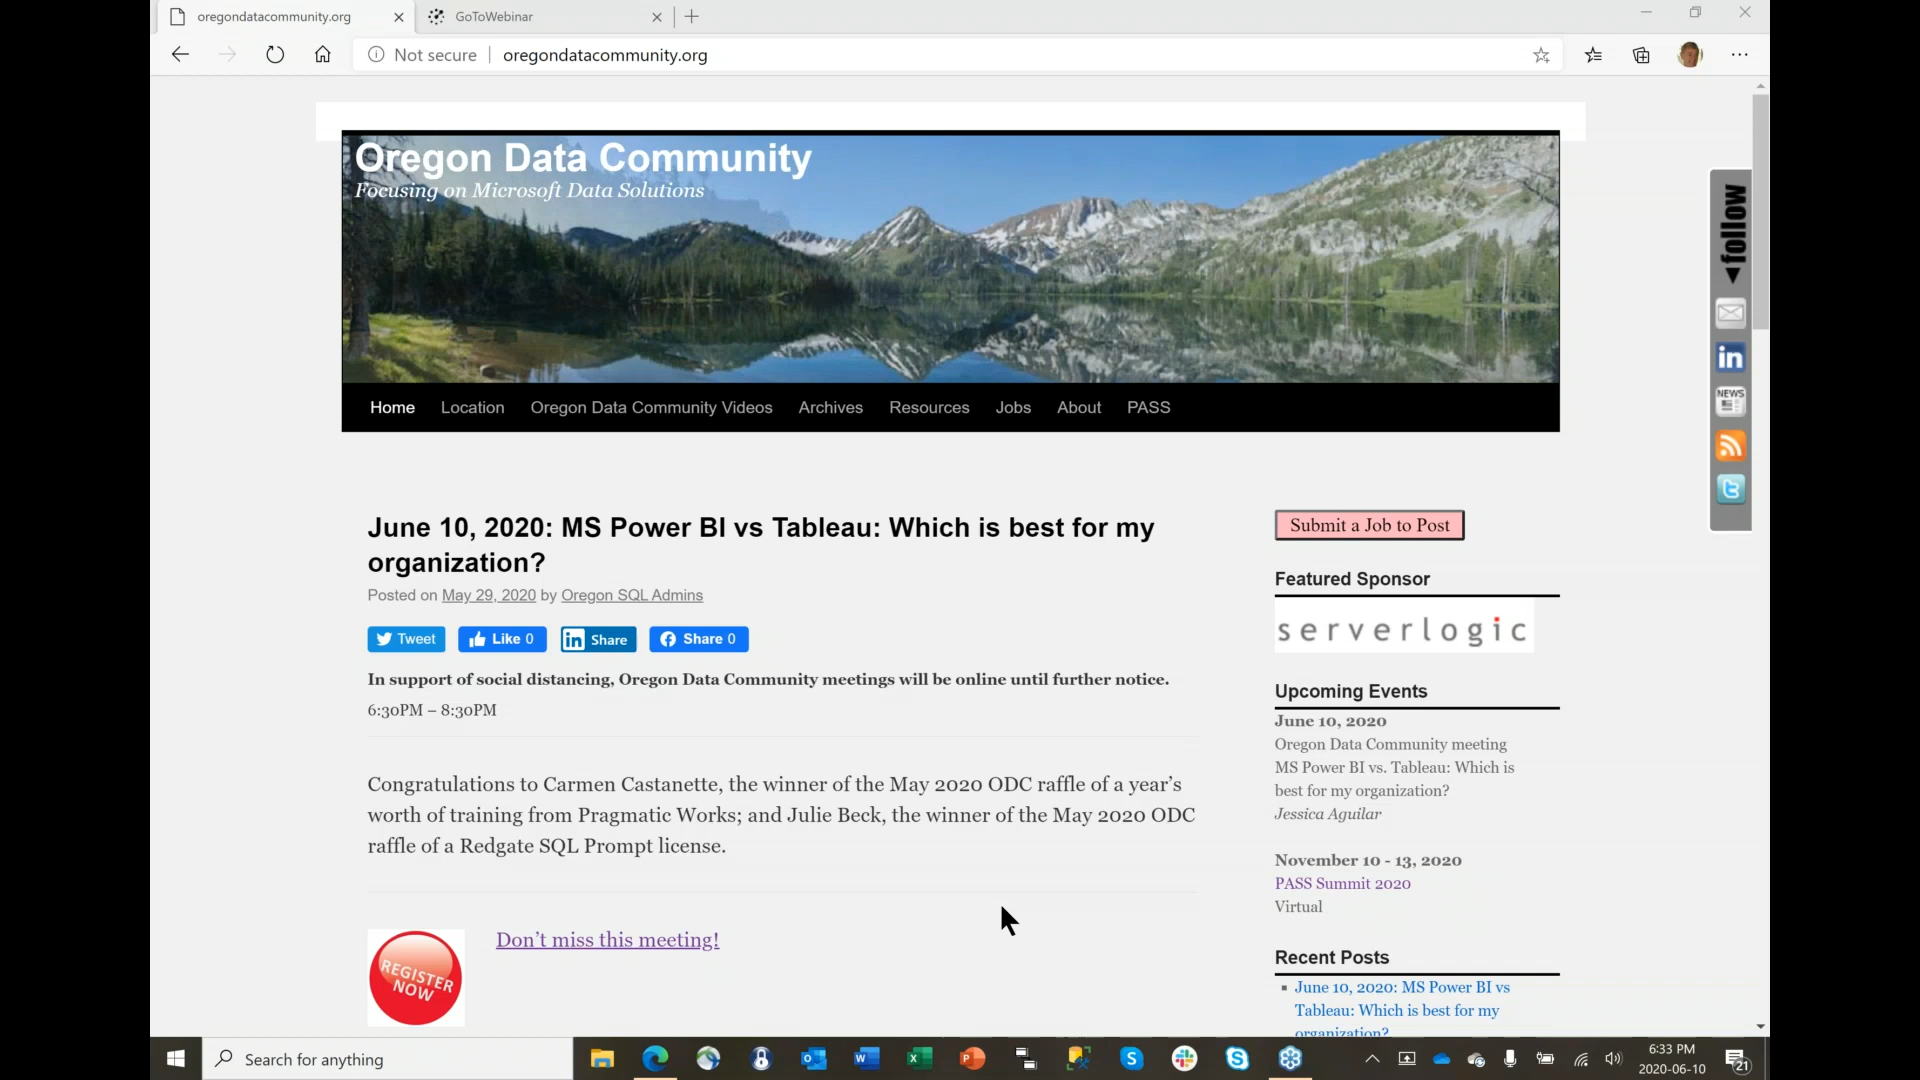 oregondatacommunity.org
GoToWebinar
Not secure
oregondatacommunity.org
Oregon Data Community
Focusing on Microsoft Data Solutions
Home
Location
Oregon Data Community Videos
Archives
Resources
Jobs
About
PASS
follow
NEWS
June 10, 2020: MS Power BI vs Tableau: Which is best for my
organization?
Posted on May 29, 2020 by Oregon SQL Admins
Tweet
Like 0
in Share
Share 0
In support of social distancing, Oregon Data Community meetings will be online until further notice.
6:30PM – 8:30PM
Congratulations to Carmen Castanette, the winner of the May 2020 ODC raffle of a year’s
worth of training from Pragmatic Works; and Julie Beck, the winner of the May 2020 ODC
raffle of a Redgate SQL Prompt license.
REGISTER
NOW
Don’t miss this meeting!
Submit a Job to Post
Featured Sponsor
serverlogic
Upcoming Events
June 10, 2020
Oregon Data Community meeting
MS Power BI vs. Tableau: Which is
best for my organization?
Jessica Aguilar
November 10 - 13, 2020
PASS Summit 2020
Virtual
Recent Posts
June 10, 2020: MS Power BI vs
Tableau: Which is best for my
organization?
Search for anything
6:33 PM
2020-06-10
21